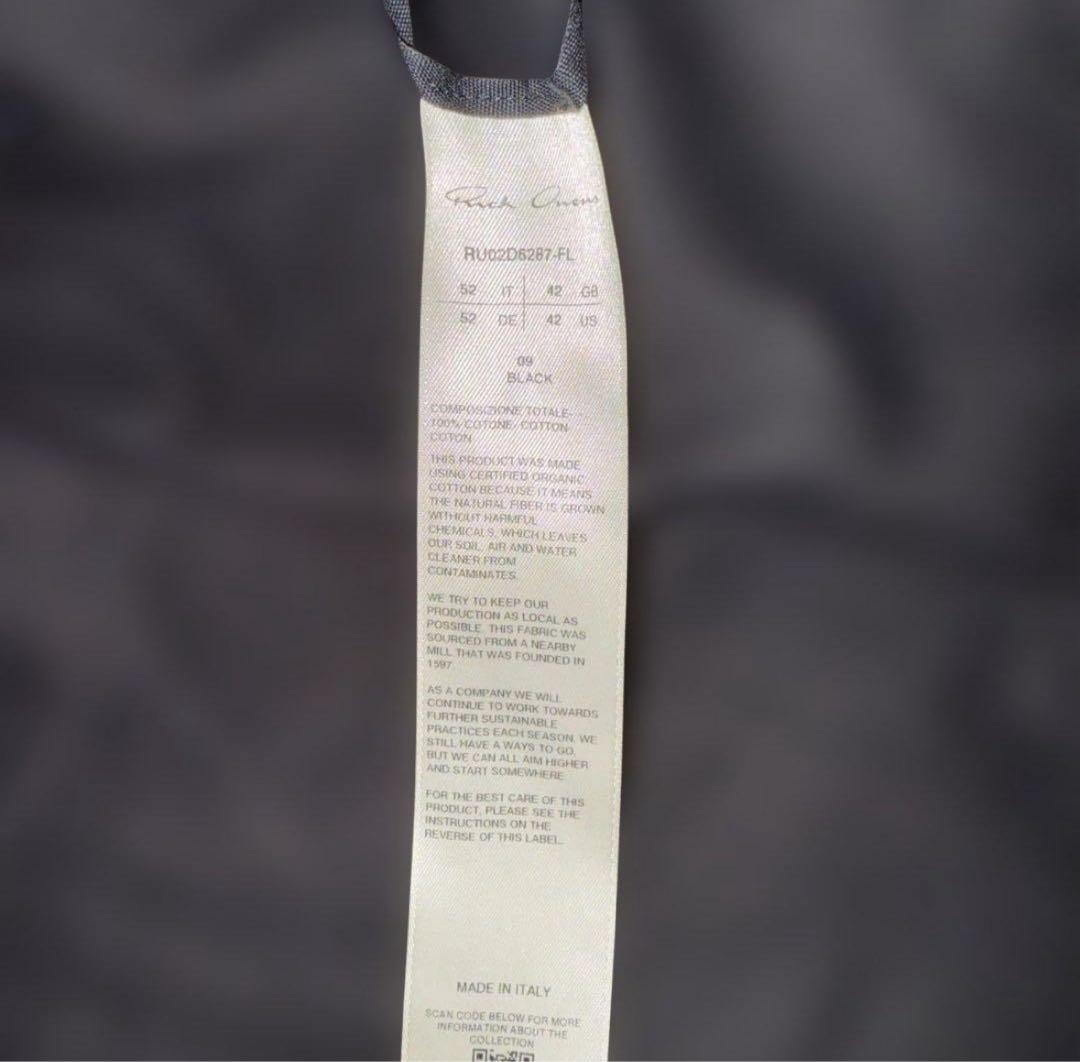 Rick Owens
RU02D6287-FL
52 IT 42 GB
52 DE 42 US
09
BLACK
COMPOSIZIONE TOTALE-
100% COTONE- COTTON-
COTON
THIS PRODUCT WAS MADE
USING CERTIFIED ORGANIC
COTTON BECAUSE IT MEANS
THE NATURAL FIBER IS GROWN
WITHOUT HARMFUL
CHEMICALS, WHICH LEAVES
OUR SOIL, AIR AND WATER
CLEANER FROM
CONTAMINATES.
WE TRY TO KEEP OUR
PRODUCTION AS LOCAL AS
POSSIBLE. THIS FABRIC WAS
SOURCED FROM A NEARBY
MILL THAT WAS FOUNDED IN
1597
AS A COMPANY WE WILL
CONTINUE TO WORK TOWARDS
FURTHER SUSTAINABLE
PRACTICES EACH SEASON. WE
STILL HAVE A WAYS TO GO,
BUT WE CAN ALL AIM HIGHER
AND START SOMEWHERE
FOR THE BEST CARE OF THIS
PRODUCT, PLEASE SEE THE
INSTRUCTIONS ON THE
REVERSE OF THIS LABEL.
MADE IN ITALY
SCAN CODE BELOW FOR MORE
INFORMATION ABOUT THE
COLLECTION